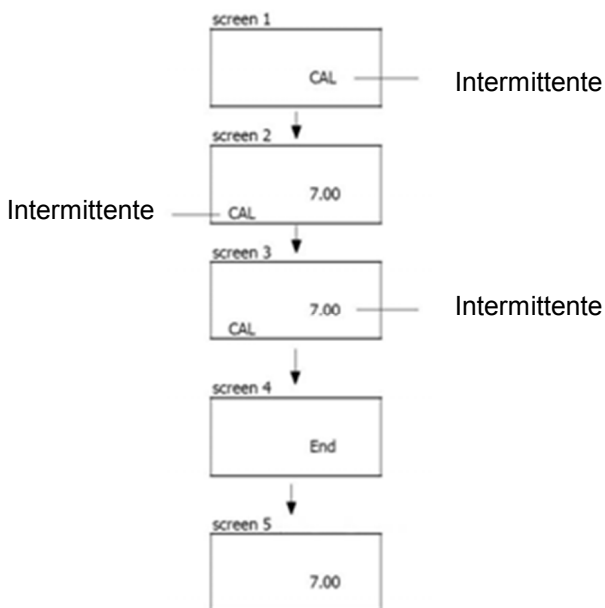 screen 1
CAL
Intermittente
screen 2
7.00
Intermittente
CAL
screen 3
7.00
Intermittente
CAL
screen 4
End
screen 5
7.00